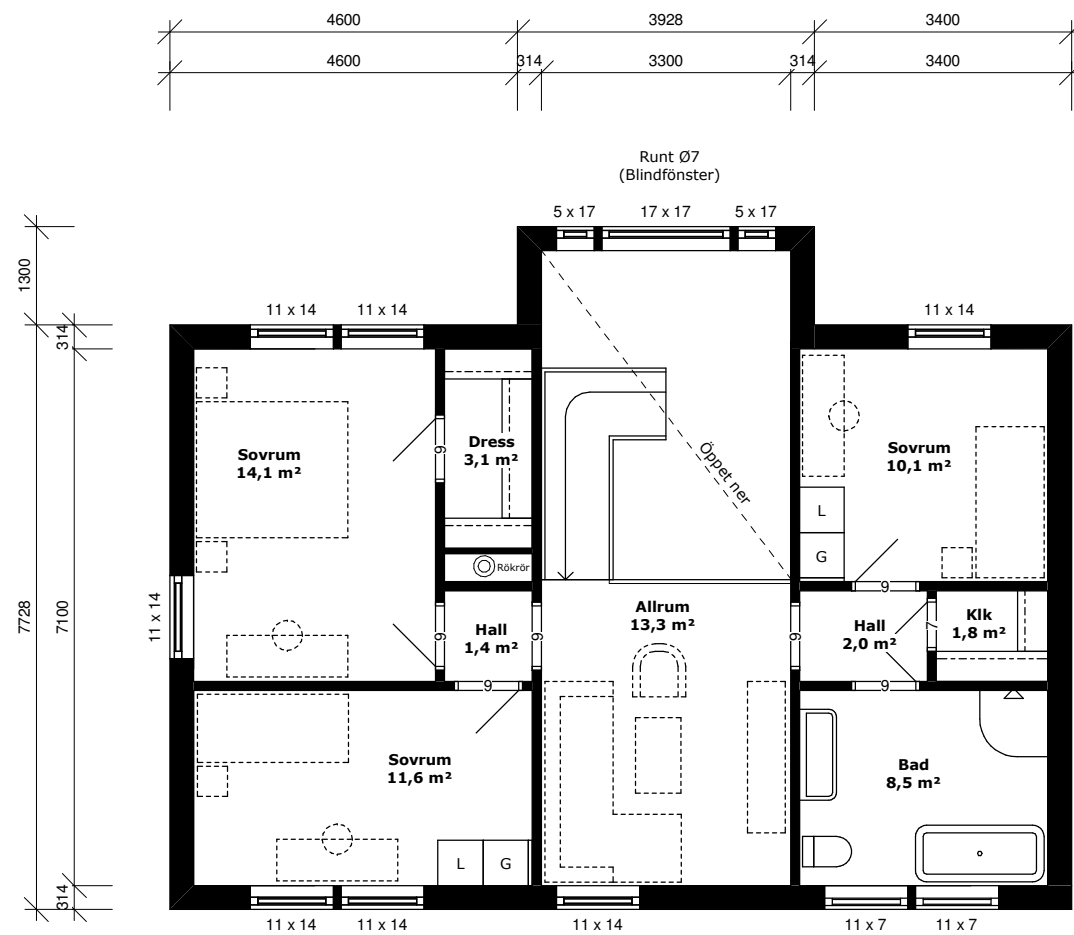 4600 3928 3400
4600 314 3300 314 3400
Runt Ø7
(Blindfönster)
5 x 17 17 x 17 5 x 17
1300
11 x 14 11 x 14 11 x 14
314
7728
7100
314
11 x 14
Sovrum
14,1 m²
9
Dress
3,1 m²
Rökrör
Öppet ner
Sovrum
10,1 m²
L
G
9
Hall
1,4 m²
9
9
9
Allrum
13,3 m²
9
Hall
2,0 m²
7
Klk
1,8 m²
9
Sovrum
11,6 m²
L G
Bad
8,5 m²
11 x 14 11 x 14 11 x 14 11 x 7 11 x 7